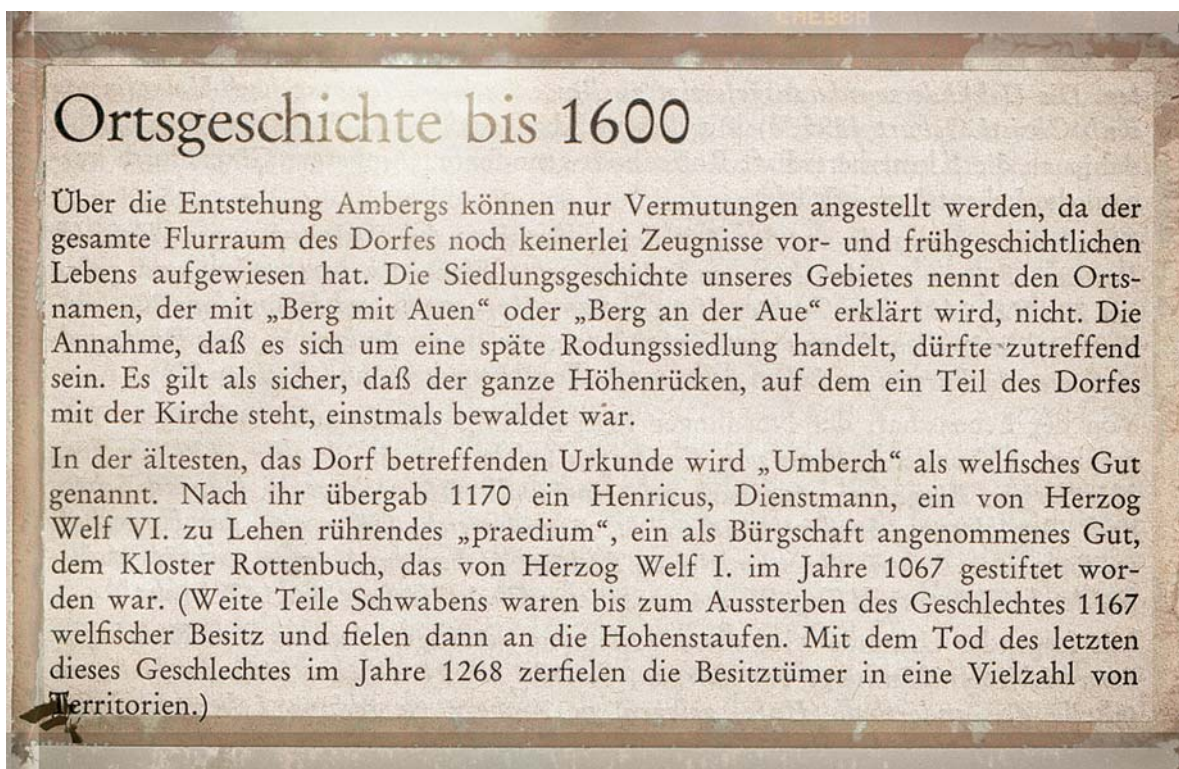 Ortsgeschichte bis 1600
Über die Entstehung Ambergs können nur Vermutungen angestellt werden, da der
gesamte Flurraum des Dorfes noch keinerlei Zeugnisse vor- und frühgeschichtlichen
Lebens aufgewiesen hat. Die Siedlungsgeschichte unseres Gebietes nennt den Orts-
namen, der mit „Berg mit Auen“ oder „Berg an der Aue“ erklärt wird, nicht. Die
Annahme, daß es sich um eine späte Rodungssiedlung handelt, dürfte zutreffend
sein. Es gilt als sicher, daß der ganze Höhenrücken, auf dem ein Teil des Dorfes
mit der Kirche steht, einstmals bewaldet war.
In der ältesten, das Dorf betreffenden Urkunde wird „Umberch“ als welfisches Gut
genannt. Nach ihr übergab 1170 ein Henricus, Dienstmann, ein von Herzog
Welf VI. zu Lehen rührendes „praedium“, ein als Bürgschaft angenommenes Gut,
dem Kloster Rottenbuch, das von Herzog Welf I. im Jahre 1067 gestiftet wor-
den war. (Weite Teile Schwabens waren bis zum Aussterben des Geschlechtes 1167
welfischer Besitz und fielen dann an die Hohenstaufen. Mit dem Tod des letzten
dieses Geschlechtes im Jahre 1268 zerfielen die Besitztümer in eine Vielzahl von
Territorien.)